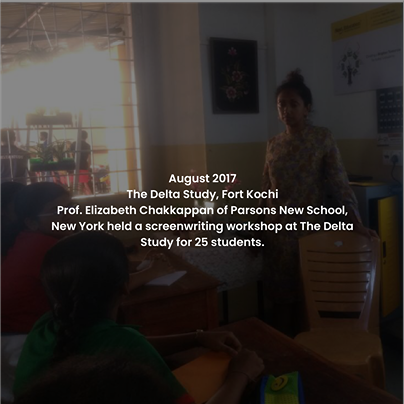 August 2017
The Delta Study, Fort Kochi
Prof. Elizabeth Chakkappan of Parsons New School,
New York held a screenwriting workshop at The Delta
Study for 25 students.